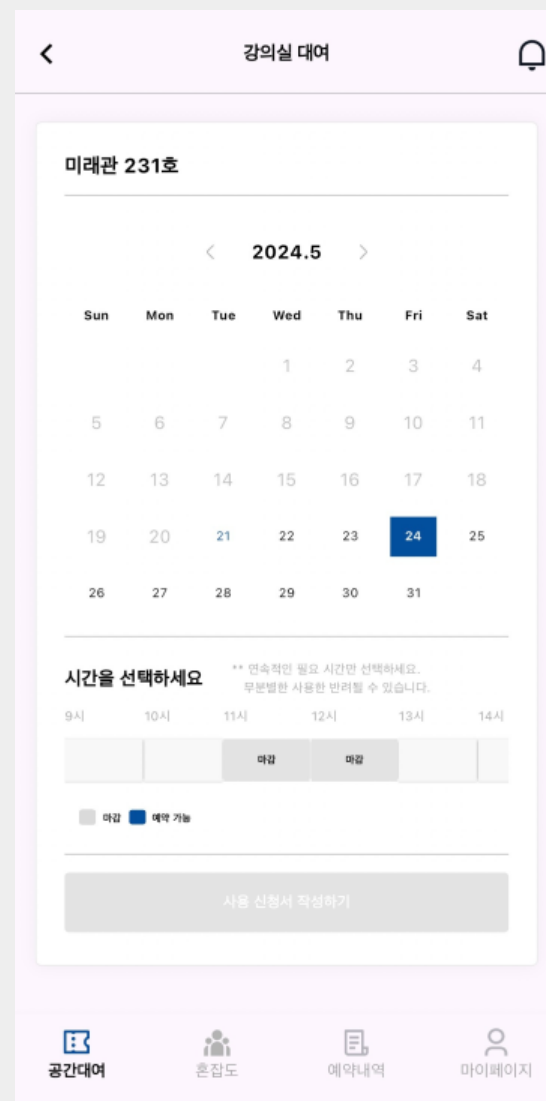 강의실 대여
미래관 231호
2024.5
Sun Mon Tue Wed Thu Fri Sat
1 2 3 4
5 6 7 8 9 10 11
12 13 14 15 16 17 18
19 20 21 22 23 24 25
26 27 28 29 30 31
시간을 선택하세요
** 연속적인 필요 시간만 선택하세요.
무분별한 사용한 반려될 수 있습니다.
9시 10시 11시 12시 13시 14시
마감 마감
마감 예약 가능
사용 신청서 작성하기
공간대여 혼잡도 예약내역 마이페이지